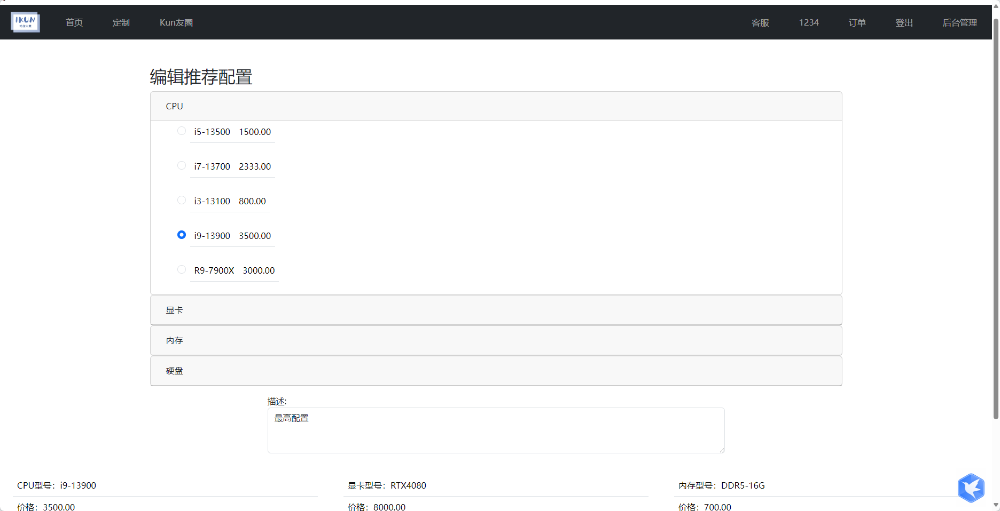 IKUN
首页 定制 Kun友圈 客服 1234 订单 登出 后台管理
编辑推荐配置
CPU
i5-13500 1500.00
i7-13700 2333.00
i3-13100 800.00
i9-13900 3500.00
R9-7900X 3000.00
显卡
内存
硬盘
描述:
最高配置
CPU型号：i9-13900 显卡型号：RTX4080 内存型号：DDR5-16G
价格：3500.00 价格：8000.00 价格：700.00